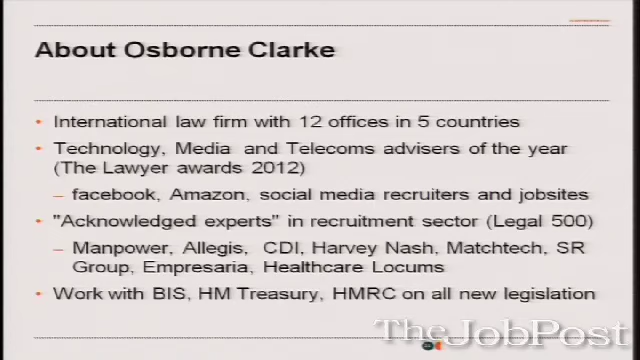 About Osborne Clarke
• International law firm with 12 offices in 5 countries
• Technology, Media and Telecoms advisers of the year
(The Lawyer awards 2012)
– facebook, Amazon, social media recruiters and jobsites
• "Acknowledged experts" in recruitment sector (Legal 500)
– Manpower, Allegis, CDI, Harvey Nash, Matchtech, SR
Group, Empresaria, Healthcare Locums
• Work with BIS, HM Treasury, HMRC on all new legislation
TheJobPost